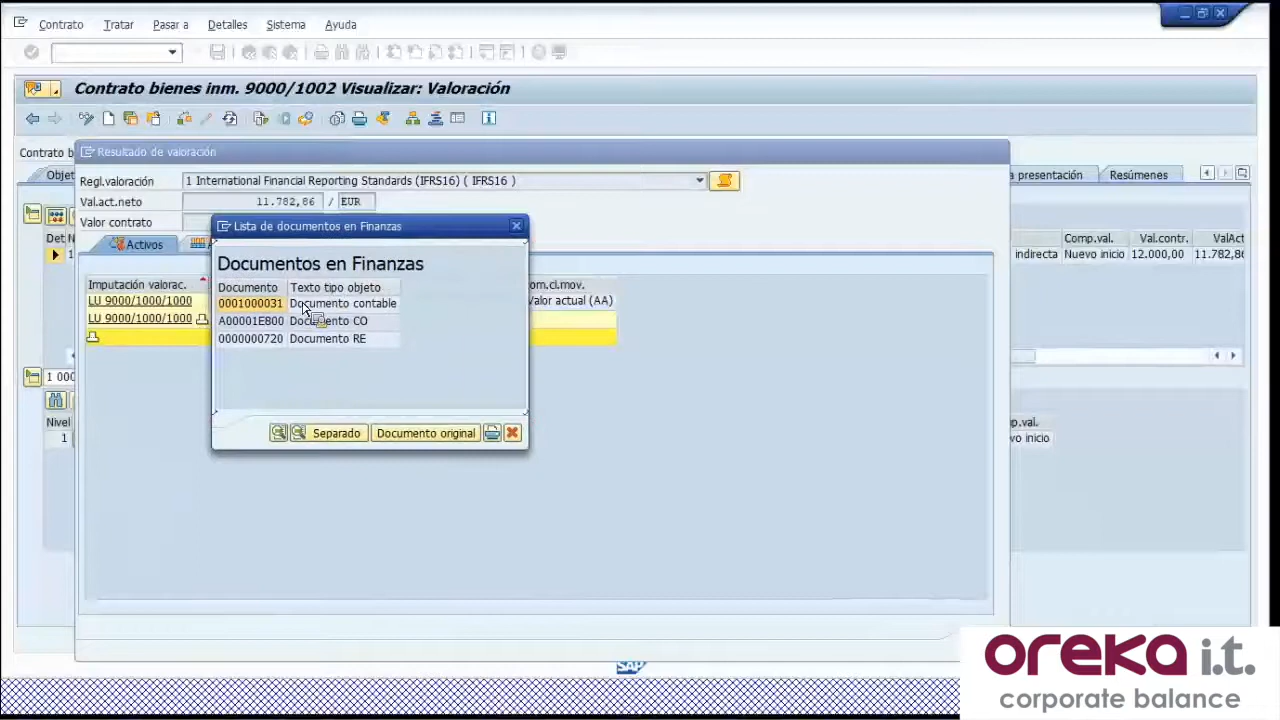 Contrato Tratar Pasar a Detalles Sistema Ayuda
Contrato bienes inm. 9000/1002 Visualizar: Valoración
Contrato b
Resultado de valoración
Objet
a presentación Resúmenes
Regl.valoración 1 International Financial Reporting Standards (IFRS16) ( IFRS16 )
Val.act.neto 11.782,86 / EUR
Valor contrato
Lista de documentos en Finanzas
Det N
Comp.val. Val.contr. ValAct
1 indirecta Nuevo inicio 12.000,00 11.782,86
Activos
Documentos en Finanzas
Imputación valorac.
Documento Texto tipo objeto
om.cl.mov.
LU 9000/1000/1000
0001000031 Documento contable
Valor actual (AA)
LU 9000/1000/1000
A00001E800 Documento CO
0000000720 Documento RE
1 000
Nivel
1
Separado Documento original
p.val.
vo inicio
SAP
oreka i.t.
corporate balance